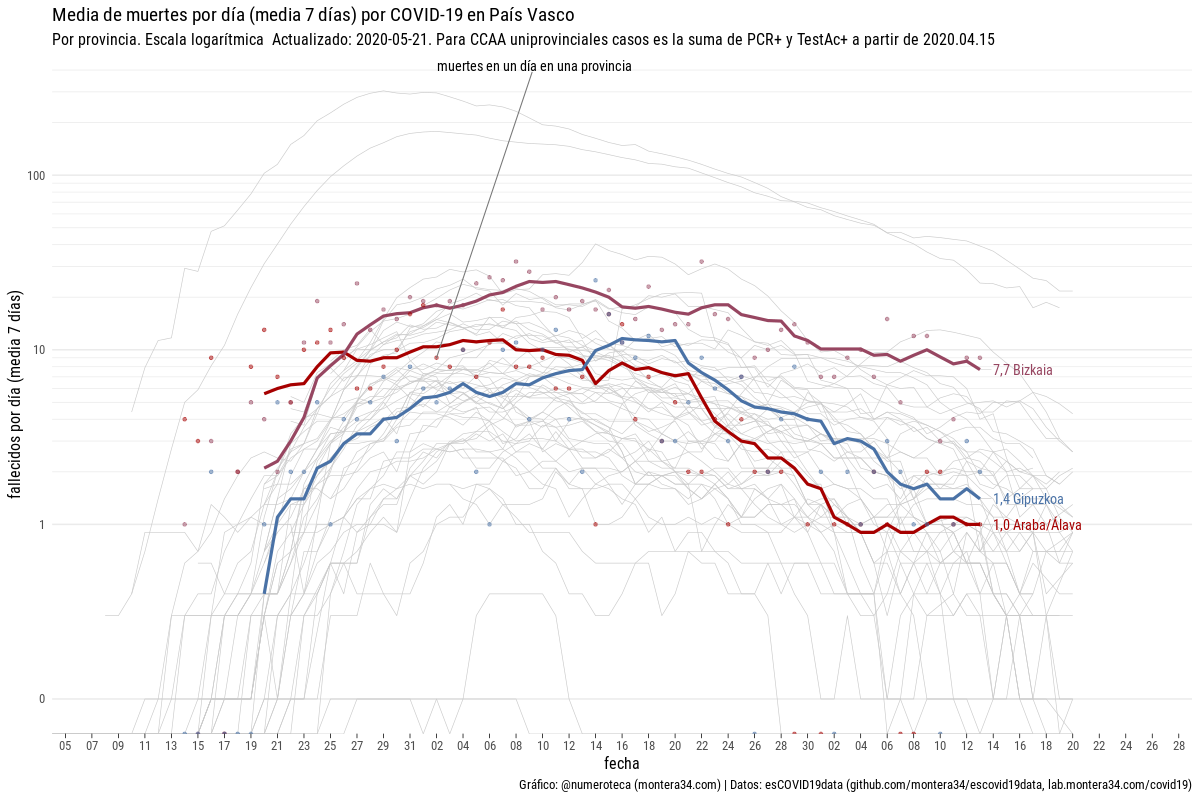 Media de muertes por día (media 7 días) por COVID-19 en País Vasco
Por provincia. Escala logarítmica  Actualizado: 2020-05-21. Para CCAA uniprovinciales casos es la suma de PCR+ y TestAc+ a partir de 2020.04.15
muertes en un día en una provincia
fallecidos por día (media  7 días)
100
10
1
0
7,7 Bizkaia
1,4 Gipuzkoa
1,0 Araba/Álava
05 07 09 11 13 15 17 19 21 23 25 27 29 31 02 04 06 08 10 12 14 16 18 20 22 24 26 28 30 02 04 06 08 10 12 14 16 18 20 22 24 26 28
fecha
Gráfico: @numeroteca (montera34.com) | Datos: esCOVID19data (github.com/montera34/escovid19data, lab.montera34.com/covid19)